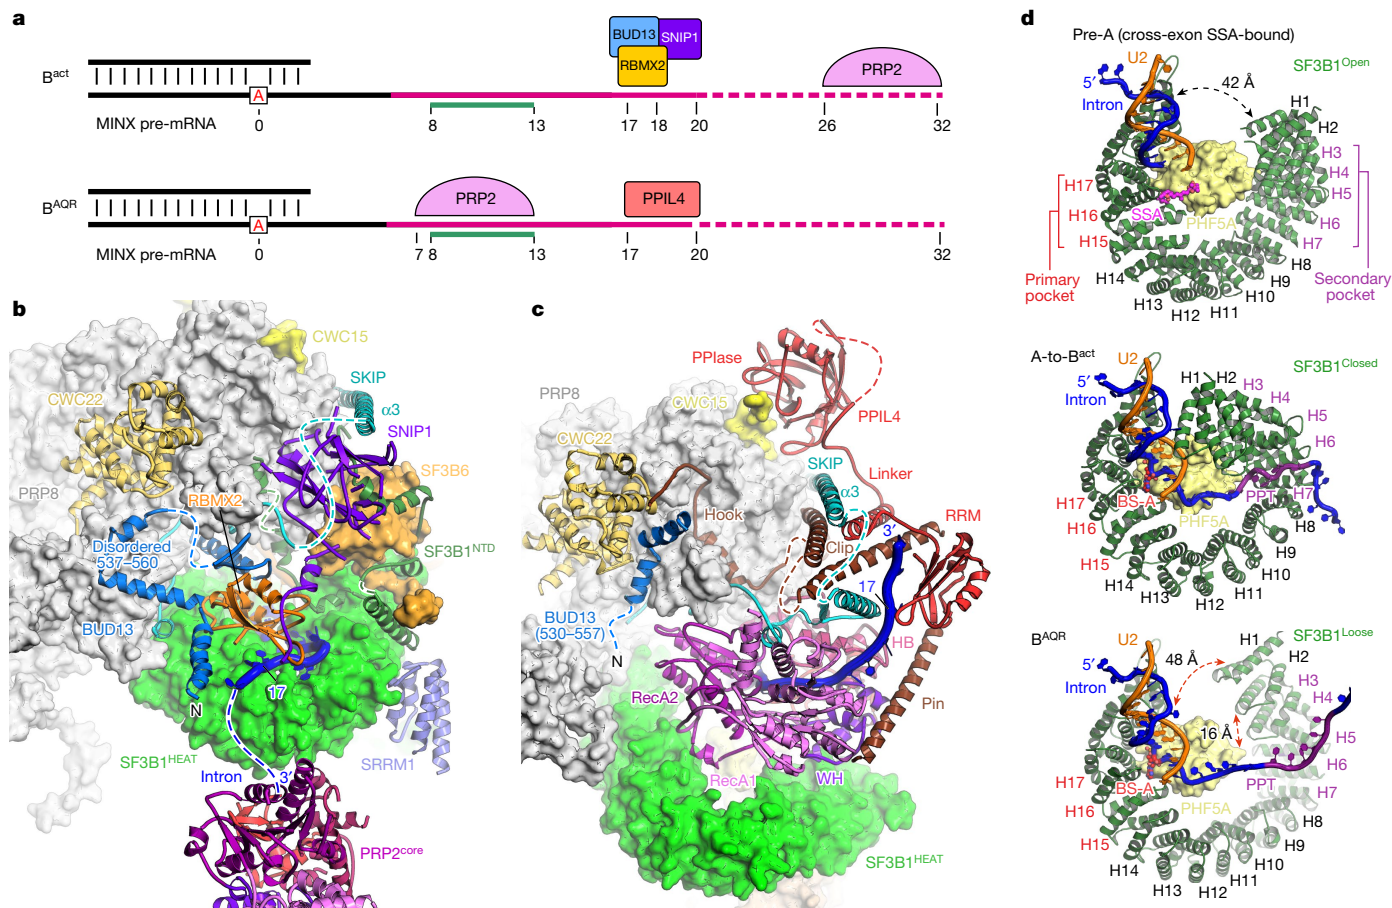 a
B^act
MINX pre-mRNA
A
0
8
13
17
18
20
26
32
BUD13
SNIP1
RBMX2
PRP2
B^AQR
MINX pre-mRNA
A
0
7
8
13
17
20
32
PRP2
PPIL4
b
CWC15
CWC22
SKIP
α3
SNIP1
SF3B6
PRP8
RBMX2
Disordered
537–560
SF3B1^NTD
BUD13
17
N
SF3B1^HEAT
SRRM1
Intron
3′
PRP2^core
c
PPIase
PRP8
CWC15
PPIL4
CWC22
SKIP
α3
Linker
Hook
RRM
3′
Clip
17
BUD13
(530–557)
HB
N
RecA2
Pin
RecA1
WH
SF3B1^HEAT
d
Pre-A (cross-exon SSA-bound)
U2
SF3B1^Open
5′
42 Å
Intron
H1
H2
H3
H4
H5
H6
H7
H8
H9
H10
H11
H12
H13
H14
H15
H16
H17
SSA
PHF5A
Primary
pocket
Secondary
pocket
A-to-B^act
U2
SF3B1^Closed
5′
Intron
H1
H2
H3
H4
H5
H6
H7
H8
H9
H10
H11
H12
H13
H14
H15
H16
H17
BS-A
PPT
PHF5A
B^AQR
U2
SF3B1^Loose
5′
48 Å
Intron
16 Å
H1
H2
H3
H4
H5
H6
H7
H8
H9
H10
H11
H12
H13
H14
H15
H16
H17
BS-A
PPT
PHF5A